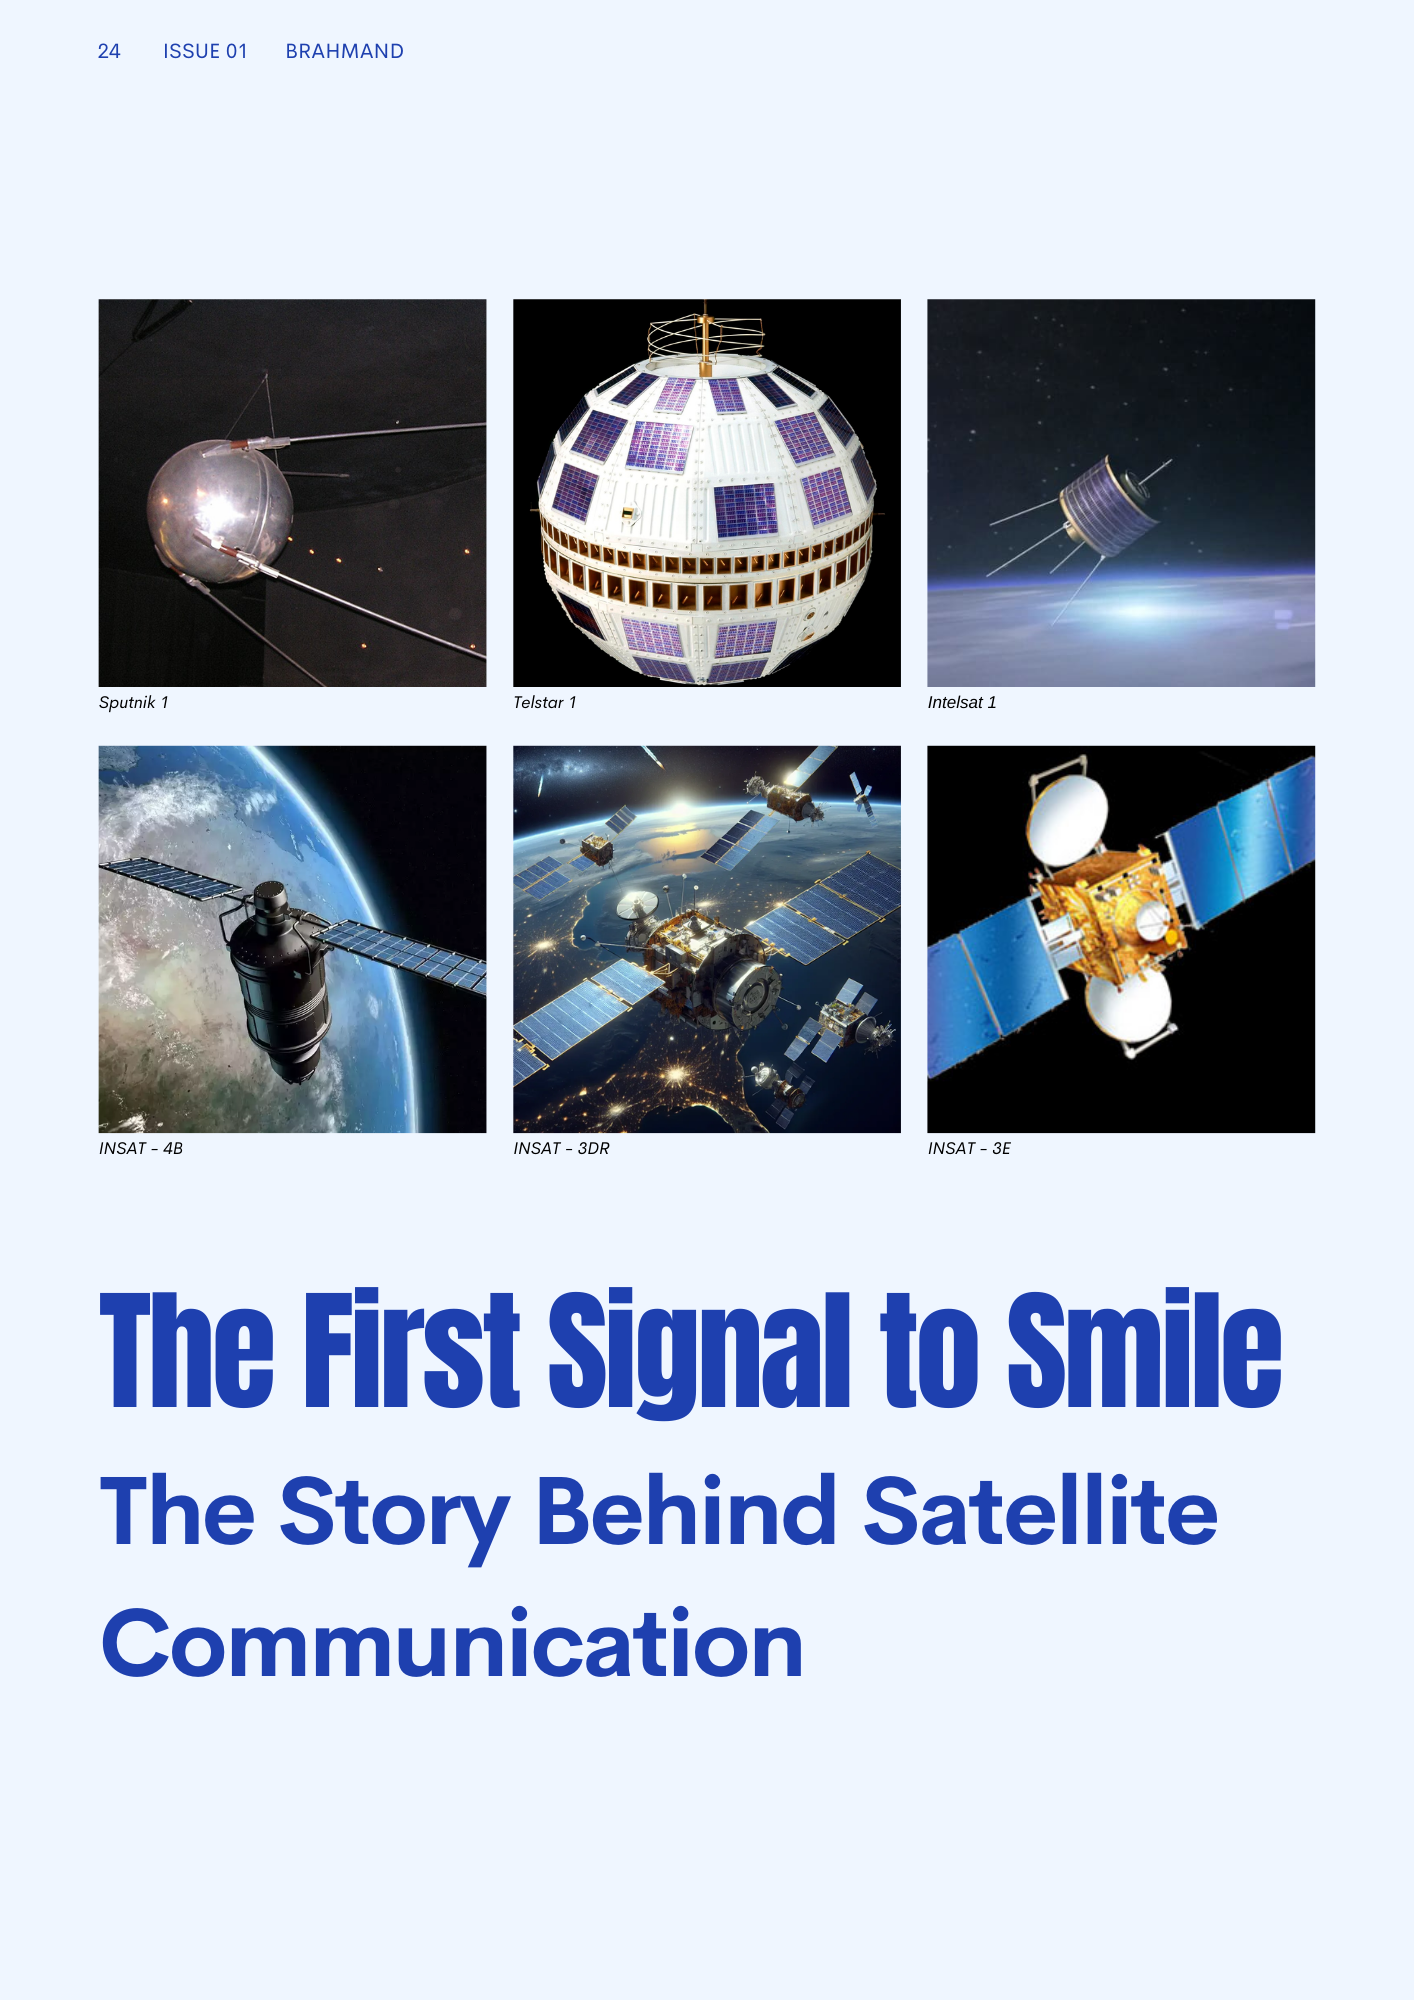 24 ISSUE 01 BRAHMAND
Sputnik 1
Telstar 1
Intelsat 1
INSAT - 4B
INSAT - 3DR
INSAT - 3E
The First Signal to Smile
The Story Behind Satellite
Communication